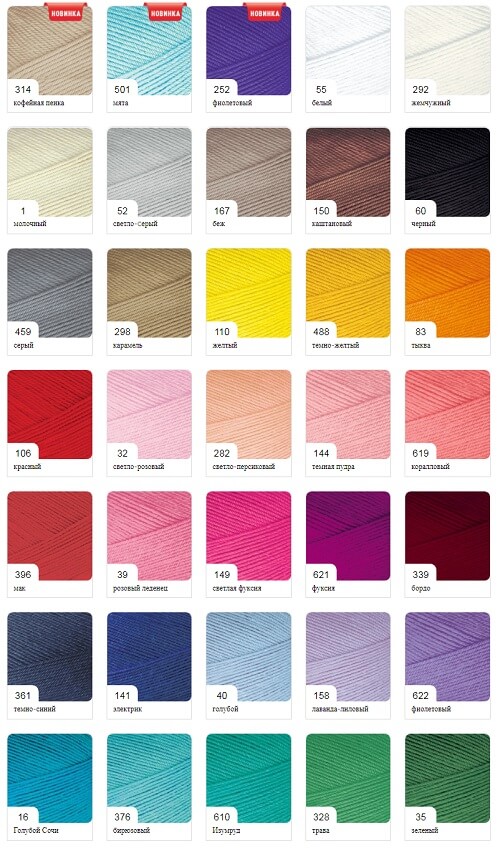 НОВИНКА НОВИНКА НОВИНКА
314 501 252 55 292
кофейная пенка мята фиолетовый белый жемчужный
1 52 167 150 60
молочный светло-серый беж каштановый черный
459 298 110 488 83
серый карамель желтый темно-желтый тыква
106 32 282 144 619
красный светло-розовый светло-персиковый темная пудра коралловый
396 39 149 621 339
мак розовый леденец светлая фуксия фуксия бордо
361 141 40 158 622
темно-синий электрик голубой лаванда-лиловый фиолетовый
16 376 610 328 35
Голубой Сочи бирюзовый Изумруд трава зеленый